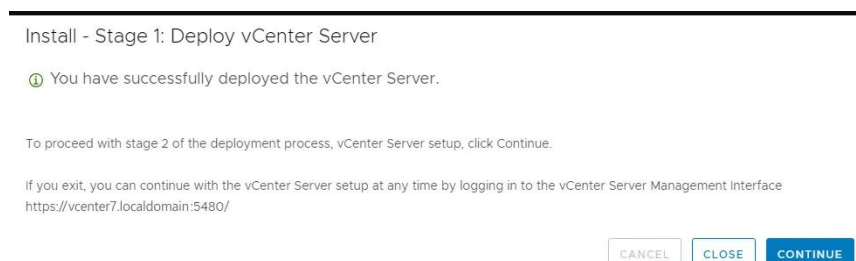 Install - Stage 1: Deploy vCenter Server
You have successfully deployed the vCenter Server.
To proceed with stage 2 of the deployment process, vCenter Server setup, click Continue.
If you exit, you can continue with the vCenter Server setup at any time by logging in to the vCenter Server Management Interface
https://vcenter7.localdomain:5480/
CANCEL CLOSE CONTINUE